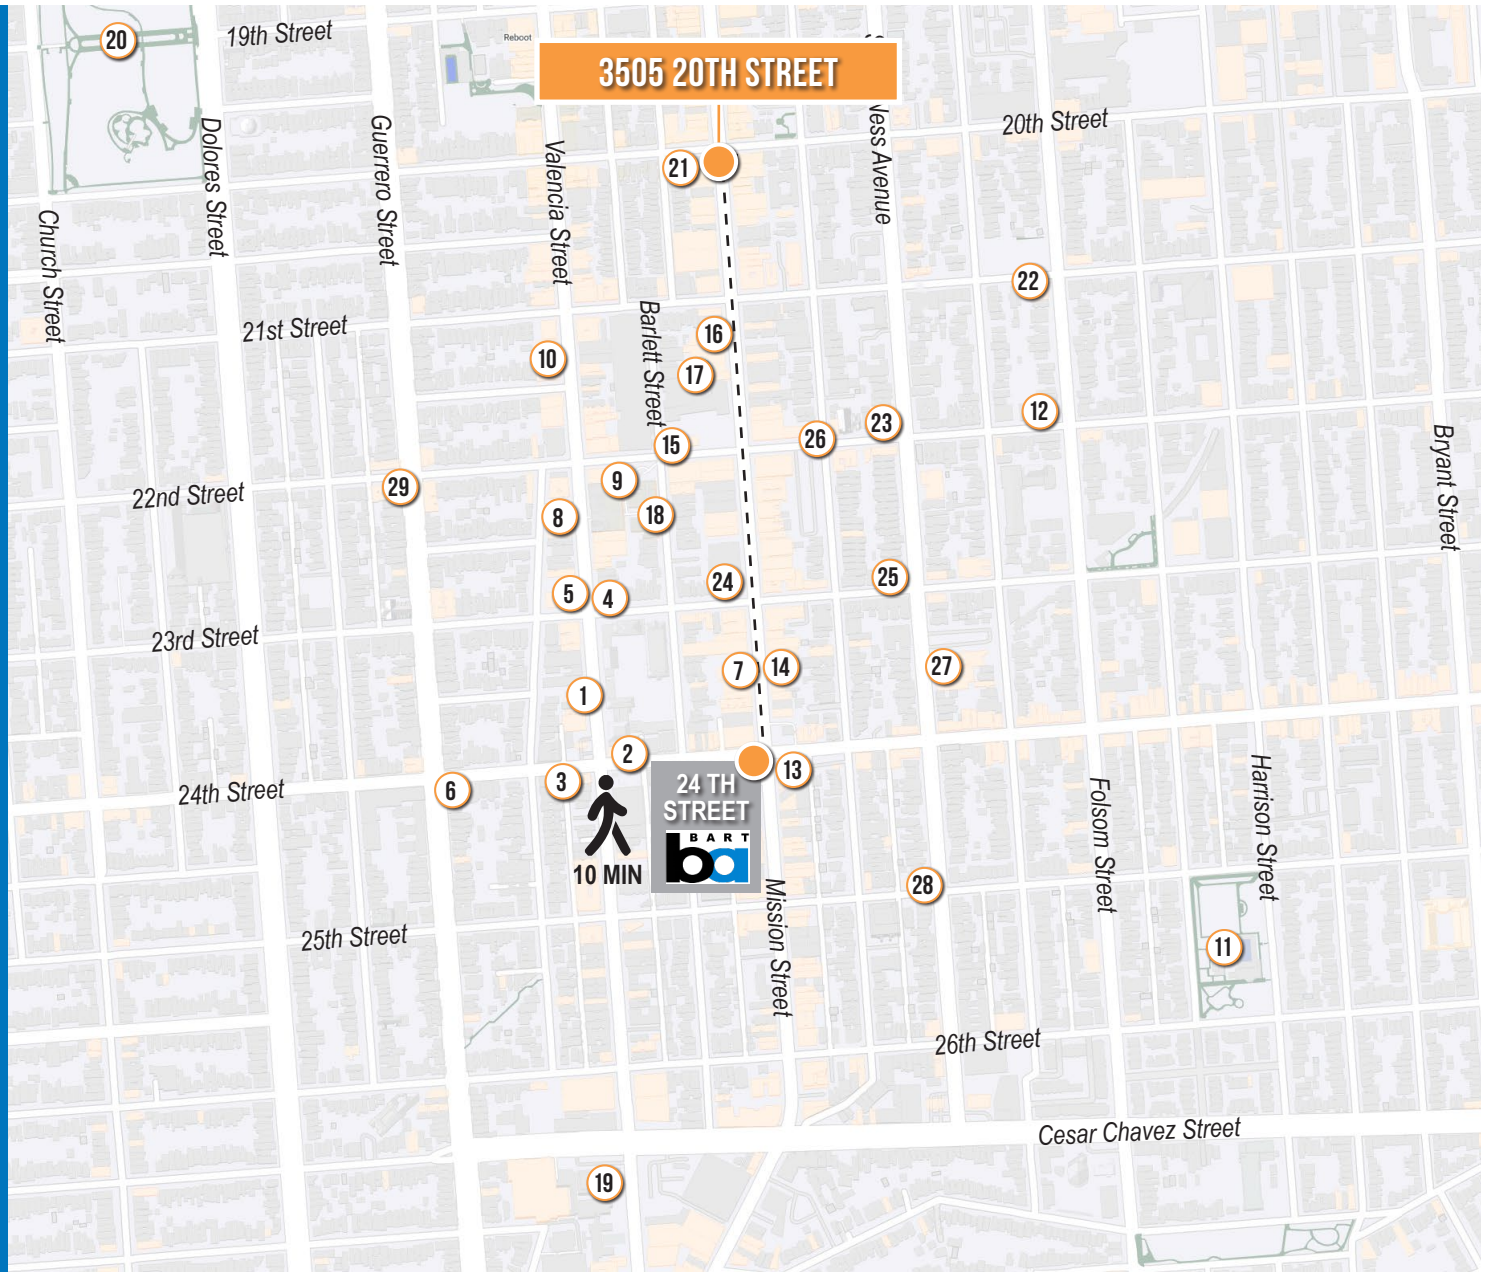 20
19th Street
Reboot
3505 20TH STREET
20th Street
Dolores Street
Guerrero Street
Valencia Street
Ness Avenue
21
Church Street
22
21st Street
Barlett Street
16
10
17
12
23
26
15
Bryant Street
29
9
22nd Street
8
18
25
24
5
4
23rd Street
7
14
27
1
2
13
3
6
24th Street
24 TH
STREET
BART
ba
10 MIN
Folsom Street
Harrison Street
28
Mission Street
25th Street
11
26th Street
Cesar Chavez Street
19